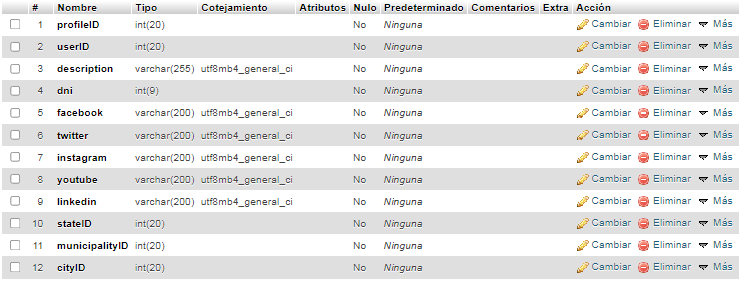 # Nombre Tipo Cotejamiento Atributos Nulo Predeterminado Comentarios Extra Acción
1 profileID int(20) No Ninguna Cambiar Eliminar Más
2 userID int(20) No Ninguna Cambiar Eliminar Más
3 description varchar(255) utf8mb4_general_ci No Ninguna Cambiar Eliminar Más
4 dni int(9) No Ninguna Cambiar Eliminar Más
5 facebook varchar(200) utf8mb4_general_ci No Ninguna Cambiar Eliminar Más
6 twitter varchar(200) utf8mb4_general_ci No Ninguna Cambiar Eliminar Más
7 instagram varchar(200) utf8mb4_general_ci No Ninguna Cambiar Eliminar Más
8 youtube varchar(200) utf8mb4_general_ci No Ninguna Cambiar Eliminar Más
9 linkedin varchar(200) utf8mb4_general_ci No Ninguna Cambiar Eliminar Más
10 stateID int(20) No Ninguna Cambiar Eliminar Más
11 municipalityID int(20) No Ninguna Cambiar Eliminar Más
12 cityID int(20) No Ninguna Cambiar Eliminar Más